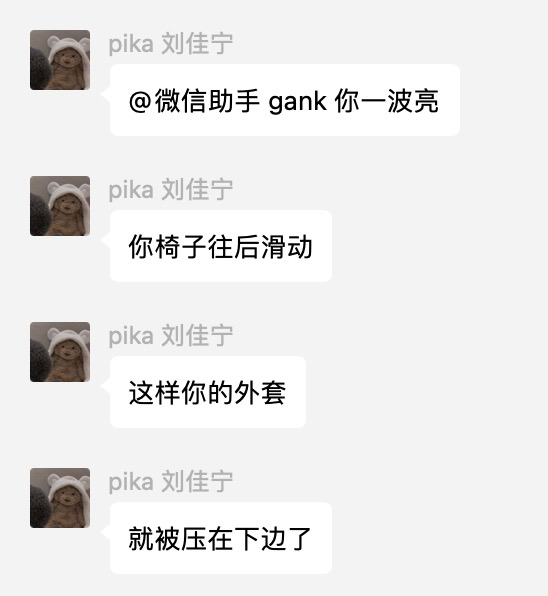 pika 刘佳宁
@微信助手 gank 你一波亮
pika 刘佳宁
你椅子往后滑动
pika 刘佳宁
这样你的外套
pika 刘佳宁
就被压在下边了